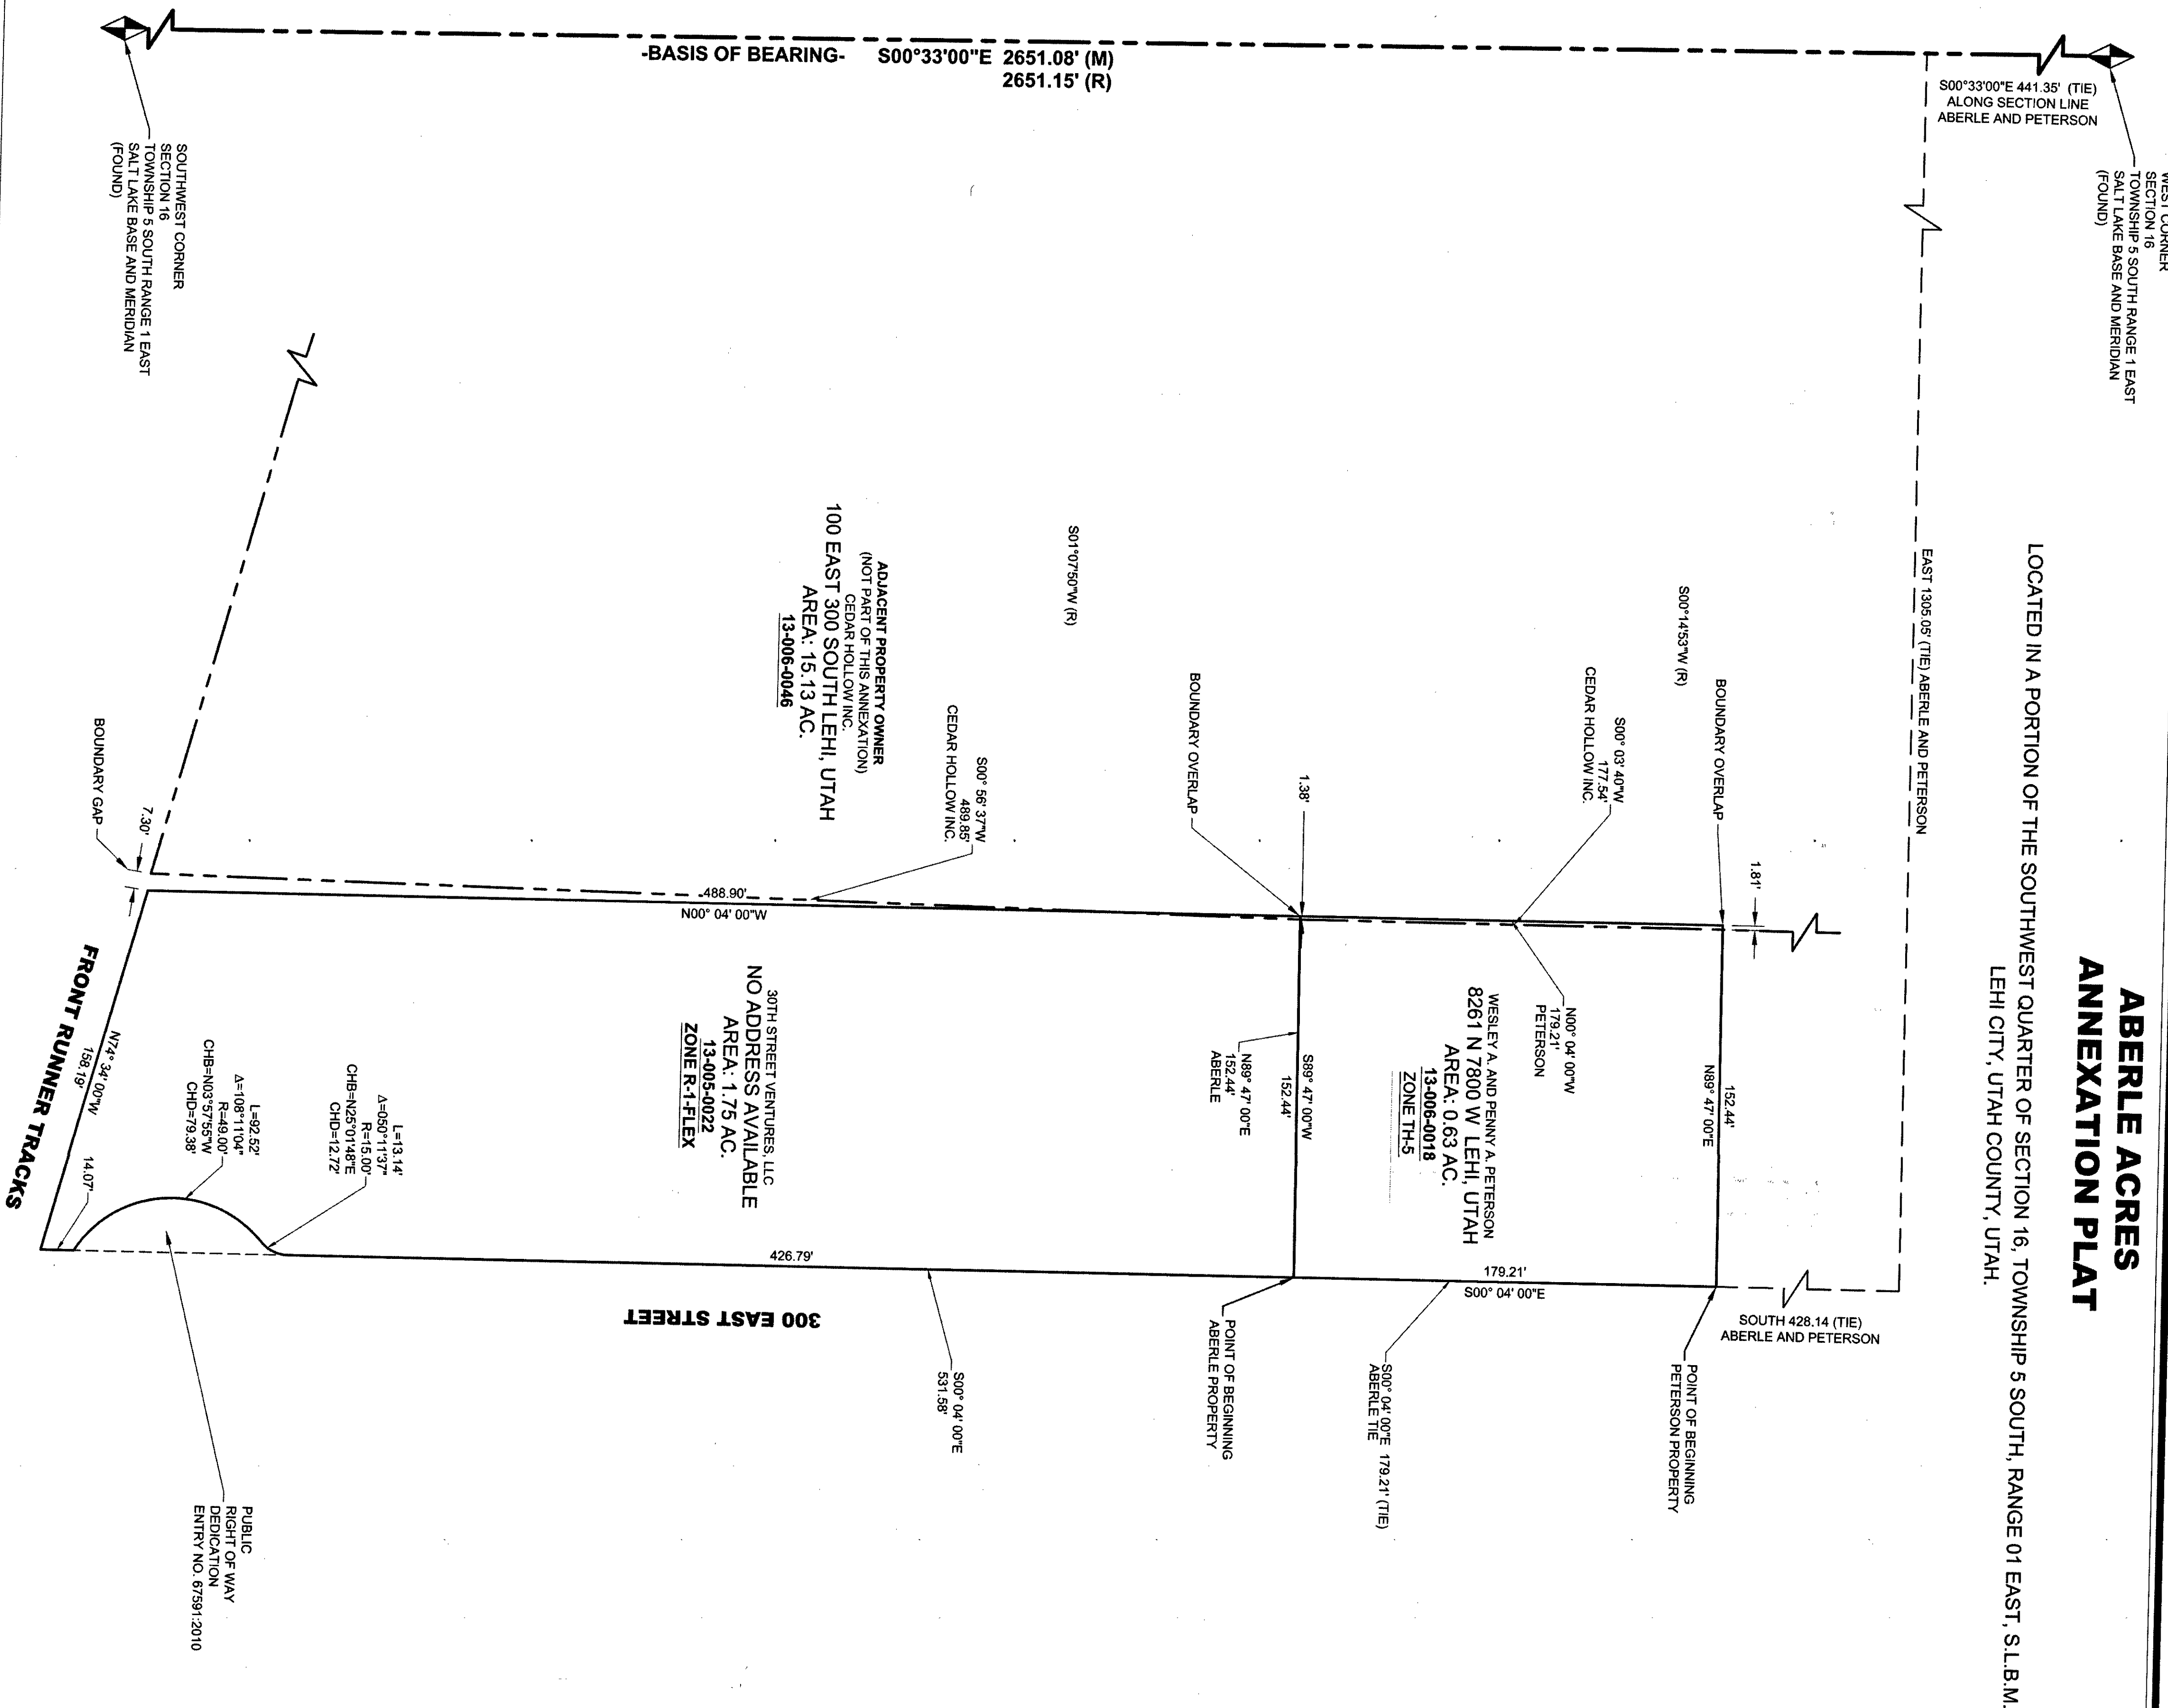 ABERLE ACRES
ANNEXATION PLAT
LOCATED IN A PORTION OF THE SOUTHWEST QUARTER OF SECTION 16, TOWNSHIP 5 SOUTH, RANGE 01 EAST, S.L.B.M.
LEHI CITY, UTAH COUNTY, UTAH.
WEST CORNER
SECTION 16
TOWNSHIP 5 SOUTH RANGE 1 EAST
SALT LAKE BASE AND MERIDIAN
(FOUND)
S00°33'00"E 441.35' (TIE)
ALONG SECTION LINE
ABERLE AND PETERSON
-BASIS OF BEARING- S00°33'00"E 2651.08' (M)
2651.15' (R)
SOUTHWEST CORNER
SECTION 16
TOWNSHIP 5 SOUTH RANGE 1 EAST
SALT LAKE BASE AND MERIDIAN
(FOUND)
EAST 1305.05' (TIE) ABERLE AND PETERSON
SOUTH 428.14 (TIE)
ABERLE AND PETERSON
1.81'
BOUNDARY OVERLAP
S00°14'53"W (R)
S00° 03' 40"W
177.54'
CEDAR HOLLOW INC.
1.38'
BOUNDARY OVERLAP
S01°07'50"W (R)
S00° 56' 37"W
489.85'
CEDAR HOLLOW INC.
ADJACENT PROPERTY OWNER
(NOT PART OF THIS ANNEXATION)
CEDAR HOLLOW INC.
100 EAST 300 SOUTH LEHI, UTAH
AREA: 15.13 AC.
13-006-0046
7.30'
BOUNDARY GAP
152.44'
N89° 47' 00"E
N00° 04' 00"W
179.21'
PETERSON
WESLEY A. AND PENNY A. PETERSON
8261 N 7800 W LEHI, UTAH
AREA: 0.63 AC.
13-006-0018
ZONE TH-5
S89° 47' 00"W
152.44'
N89° 47' 00"E
152.44'
ABERLE
488.90'
N00° 04' 00"W
30TH STREET VENTURES, LLC
NO ADDRESS AVAILABLE
AREA: 1.75 AC.
13-005-0022
ZONE R-1-FLEX
L=13.14'
Δ=050°11'37"
R=15.00'
CHB=N25°01'48"E
CHD=12.72'
L=92.52'
Δ=108°11'04"
R=49.00'
CHB=N03°57'55"W
CHD=79.38'
N74° 34' 00"W
158.19'
14.07'
FRONT RUNNER TRACKS
426.79'
179.21'
S00° 04' 00"E
300 EAST STREET
POINT OF BEGINNING
PETERSON PROPERTY
S00° 04' 00"E 179.21' (TIE)
ABERLE TIE
POINT OF BEGINNING
ABERLE PROPERTY
S00° 04' 00"E
531.58'
PUBLIC
RIGHT OF WAY
DEDICATION
ENTRY NO. 67591:2010